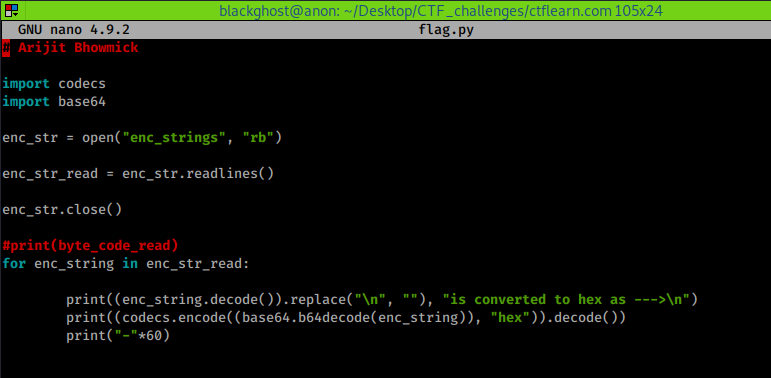 blackghost@anon: ~/Desktop/CTF_challenges/ctflearn.com 105x24
GNU nano 4.9.2 flag.py
# Arijit Bhowmick
import codecs
import base64
enc_str = open("enc_strings", "rb")
enc_str_read = enc_str.readlines()
enc_str.close()
#print(byte_code_read)
for enc_string in enc_str_read:
print((enc_string.decode()).replace("\n", ""), "is converted to hex as --->\n")
print((codecs.encode((base64.b64decode(enc_string)), "hex")).decode())
print("-"*60)